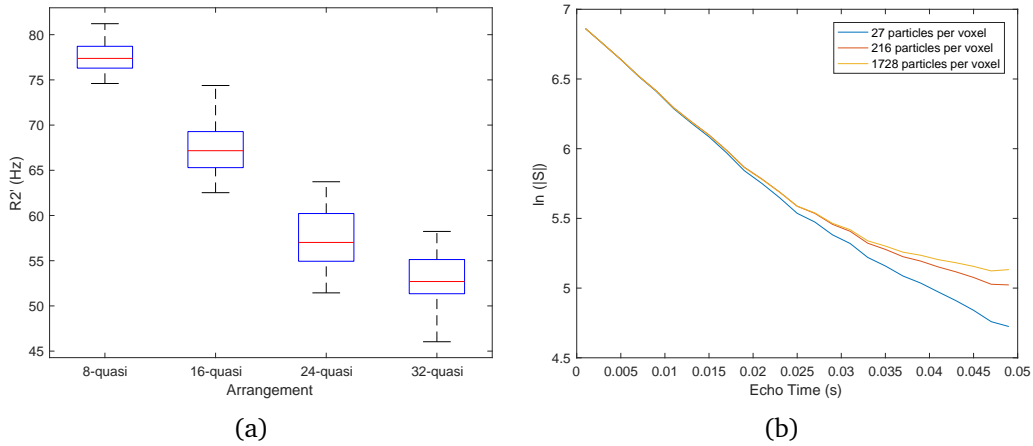 80
75
70
65
60
55
50
45
R2' (Hz)
8-quasi 16-quasi 24-quasi 32-quasi
Arrangement
(a)
7
6.5
6
5.5
5
4.5
ln (|S|)
27 particles per voxel
216 particles per voxel
1728 particles per voxel
0 0.005 0.01 0.015 0.02 0.025 0.03 0.035 0.04 0.045 0.05
Echo Time (s)
(b)